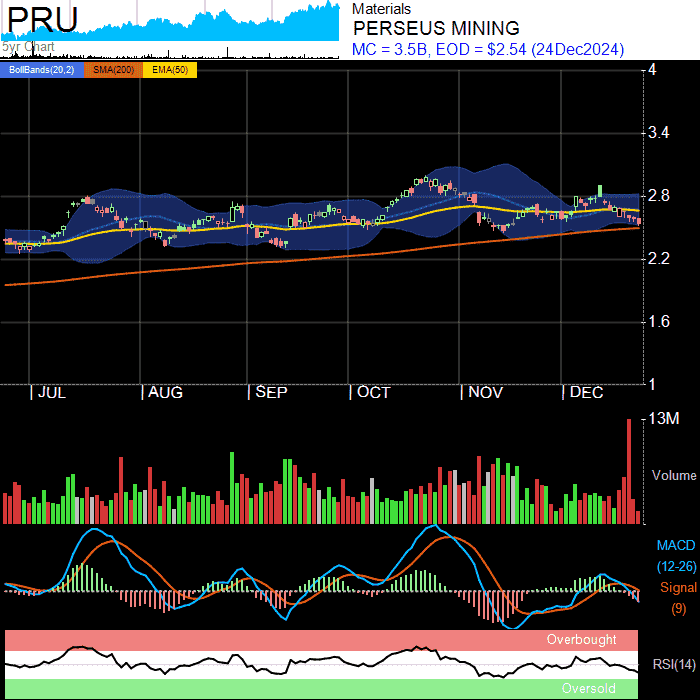 PRU
5yr Chart
Materials
PERSEUS MINING
MC = 3.5B, EOD = $2.54 (24Dec2024)
BollBands(20,2) SMA(200) EMA(50)
4
3.4
2.8
2.2
1.6
1
JUL AUG SEP OCT NOV DEC
13M
Volume
MACD
(12-26)
Signal
(9)
Overbought
RSI(14)
Oversold